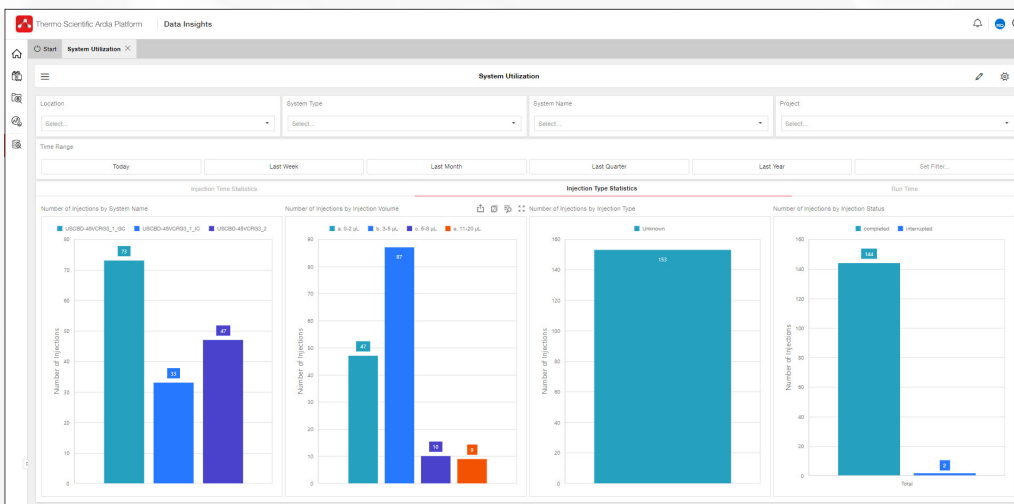 Thermo Scientific Ardia Platform Data Insights
Start System Utilization
System Utilization
Location System Type System Name Project
Select... Select... Select... Select...
Time Range
Today Last Week Last Month Last Quarter Last Year Set Filter...
Injection Time Statistics Injection Type Statistics Run Time
Number of Injections by System Name
USCBD-45VCRG3_1_GC USCBD-45VCRG3_1_IC USCBD-45VCRG3_2
Number of Injections
80
70
60
50
40
30
20
10
0
73
33
47
Number of Injections by Injection Volume
a. 0-2 µL b. 3-5 µL c. 6-8 µL e. 11-20 µL
Number of Injections
90
80
70
60
50
40
30
20
10
0
47
87
10
9
Number of Injections by Injection Type
Unknown
Number of Injections
160
140
120
100
80
60
40
20
0
153
Number of Injections by Injection Status
completed interrupted
Number of Injections
160
140
120
100
80
60
40
20
0
144
2
Total